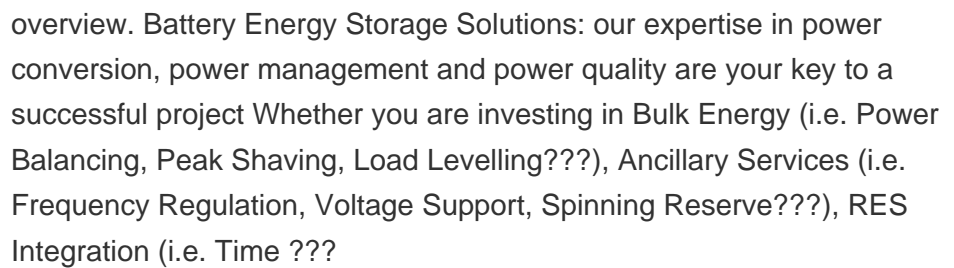 overview. Battery Energy Storage Solutions: our expertise in power
conversion, power management and power quality are your key to a
successful project Whether you are investing in Bulk Energy (i.e. Power
Balancing, Peak Shaving, Load Levelling???), Ancillary Services (i.e.
Frequency Regulation, Voltage Support, Spinning Reserve???), RES
Integration (i.e. Time ???